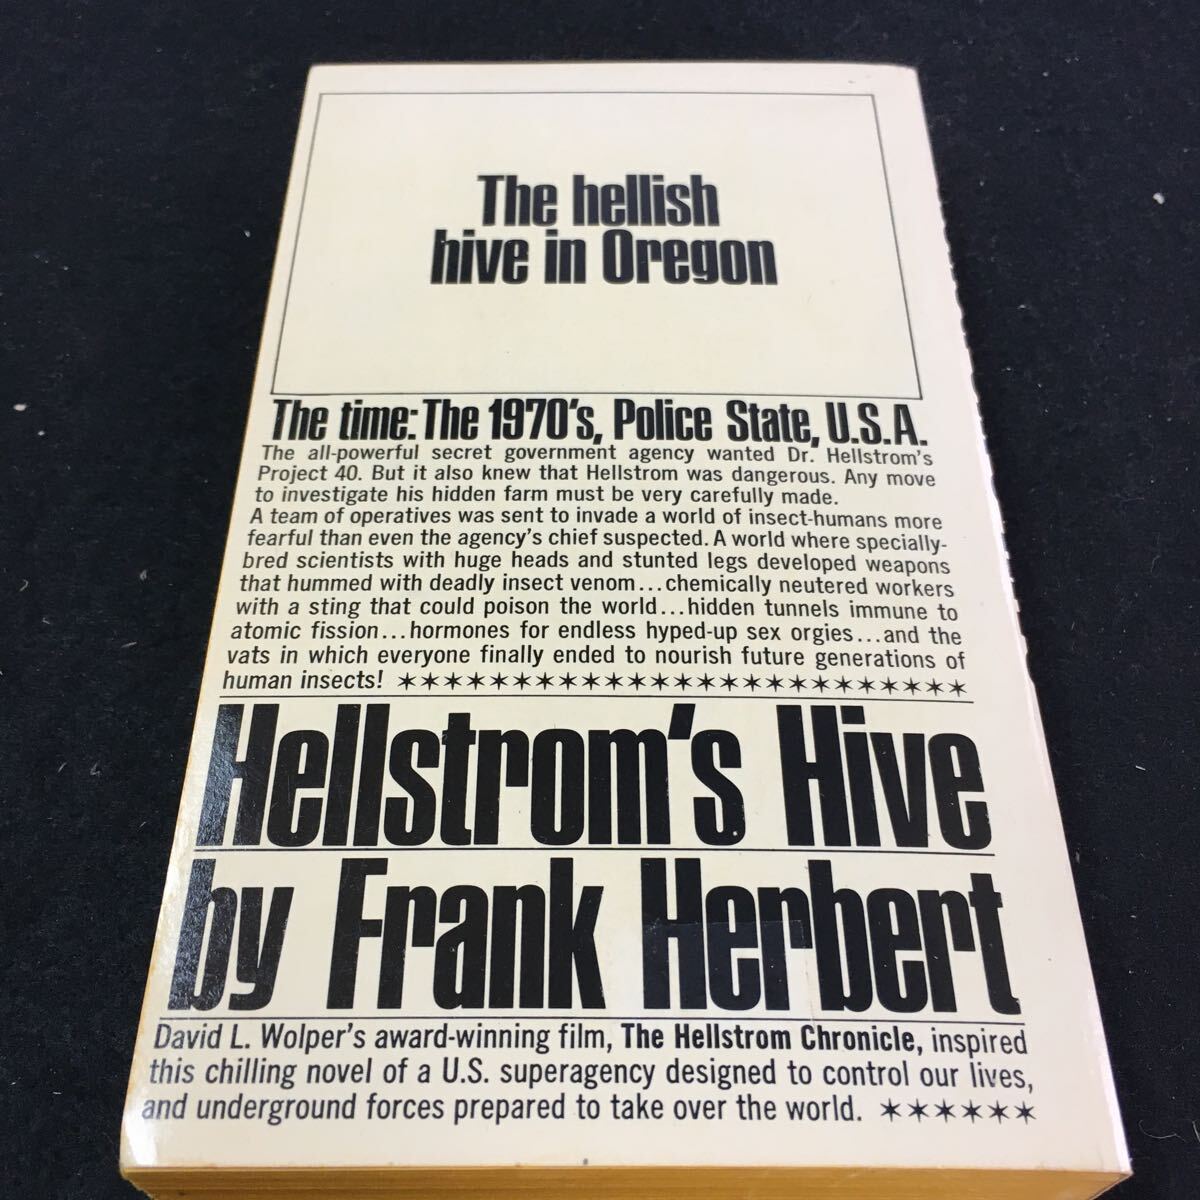 The hellish
hive in Oregon
The time: The 1970's, Police State, U.S.A.
The all-powerful secret government agency wanted Dr. Hellstrom's
Project 40. But it also knew that Hellstrom was dangerous. Any move
to investigate his hidden farm must be very carefully made.
A team of operatives was sent to invade a world of insect-humans more
fearful than even the agency's chief suspected. A world where specially-
bred scientists with huge heads and stunted legs developed weapons
that hummed with deadly insect venom...chemically neutered workers
with a sting that could poison the world...hidden tunnels immune to
atomic fission...hormones for endless hyped-up sex orgies...and the
vats in which everyone finally ended to nourish future generations of
human insects! ✶✶✶✶✶✶✶✶✶✶✶✶✶✶✶✶✶✶✶✶✶✶✶✶✶✶
Hellstrom's Hive
by Frank Herbert
David L. Wolper's award-winning film, The Hellstrom Chronicle, inspired
this chilling novel of a U.S. superagency designed to control our lives,
and underground forces prepared to take over the world. ✶✶✶✶✶✶